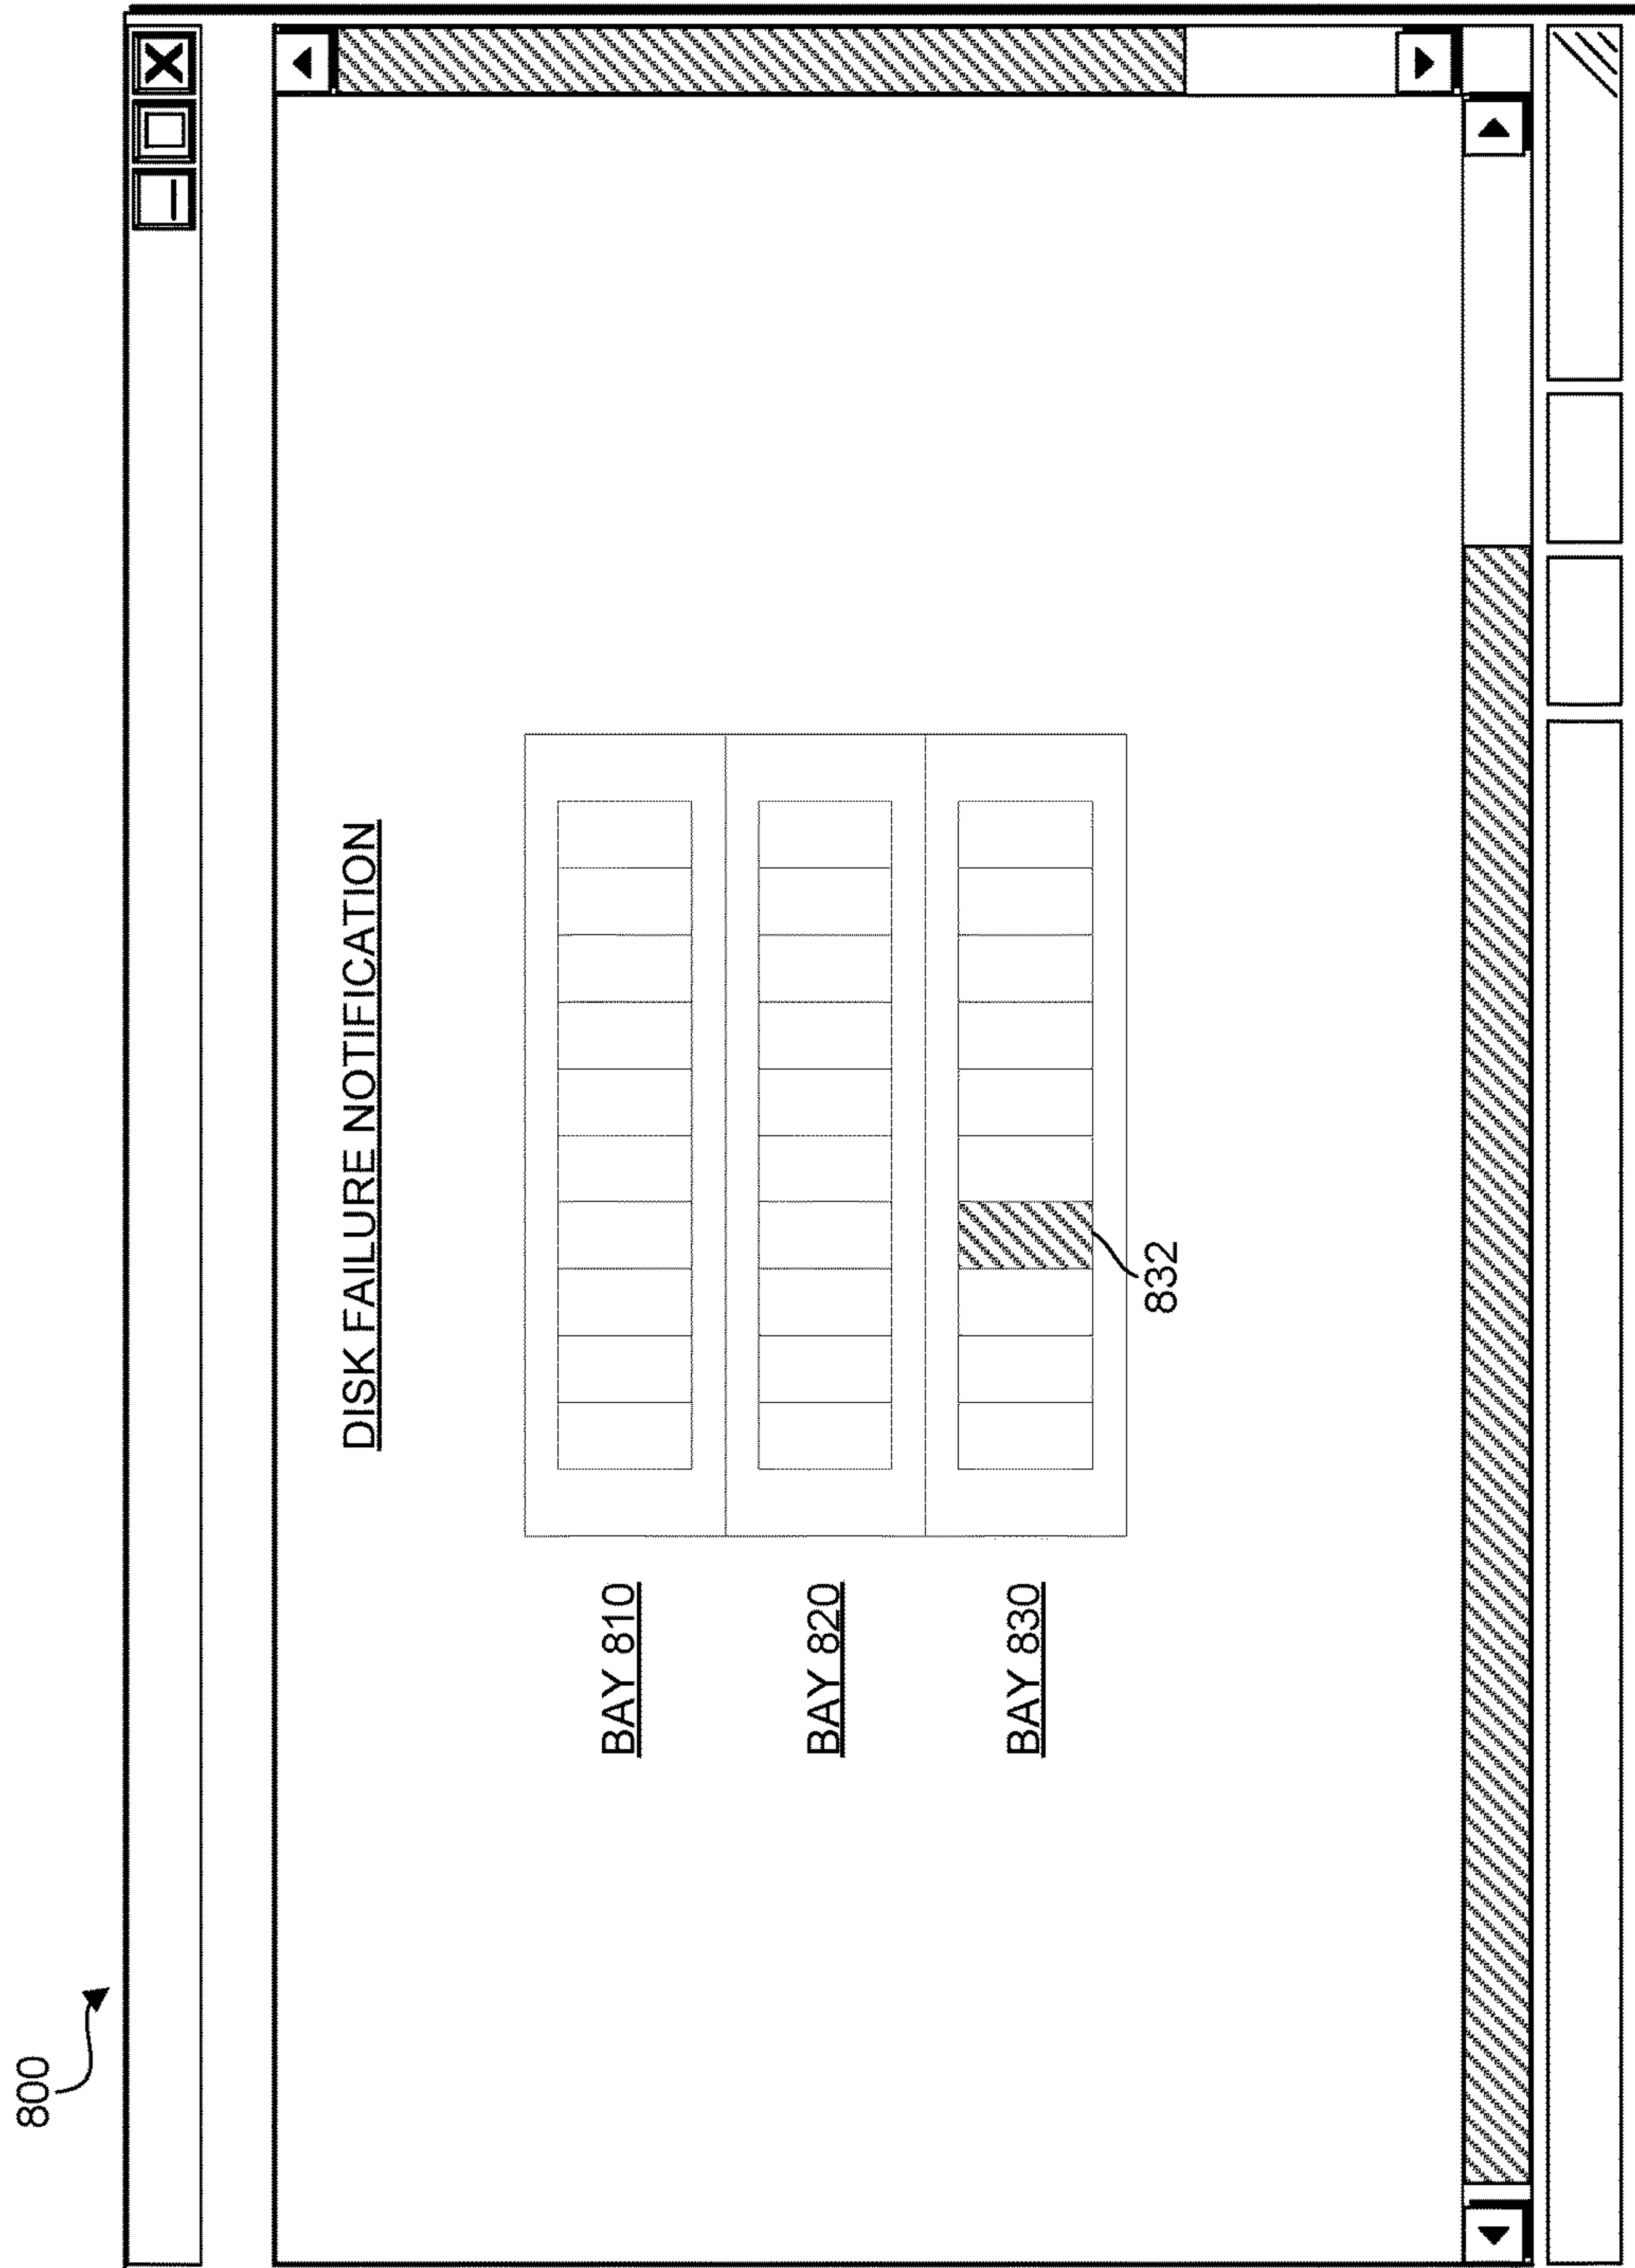 800
DISK FAILURE NOTIFICATION
BAY 810
BAY 820
BAY 830
832